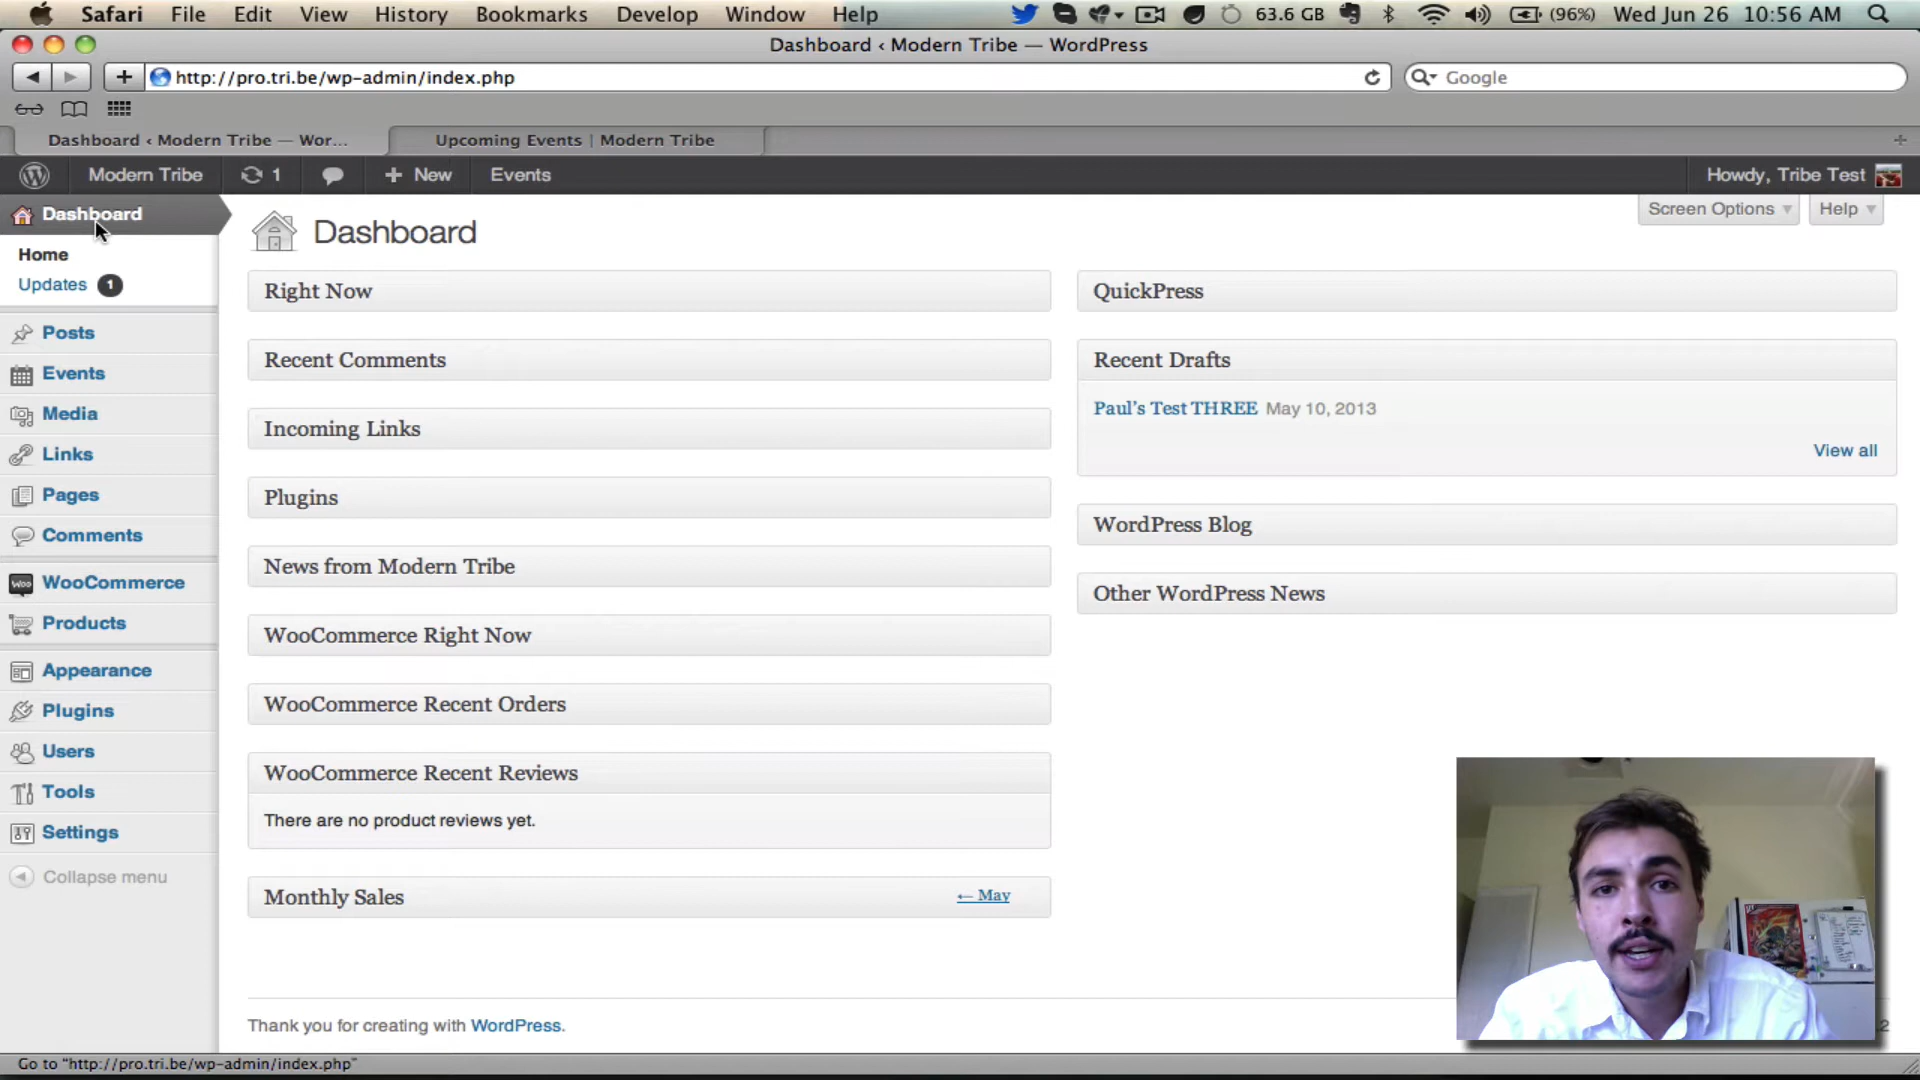 Safari File Edit View History Bookmarks Develop Window Help 63.6 GB (96%) Wed Jun 26 10:56 AM
Dashboard ‹ Modern Tribe — WordPress
http://pro.tri.be/wp-admin/index.php Google
Dashboard ‹ Modern Tribe — Wor... Upcoming Events | Modern Tribe
Modern Tribe 1 + New Events Howdy, Tribe Test
Dashboard
Home
Updates 1
Posts
Events
Media
Links
Pages
Comments
WooCommerce
Products
Appearance
Plugins
Users
Tools
Settings
Collapse menu
Screen Options Help
Dashboard
Right Now
Recent Comments
Incoming Links
Plugins
News from Modern Tribe
WooCommerce Right Now
WooCommerce Recent Orders
WooCommerce Recent Reviews
There are no product reviews yet.
Monthly Sales ← May
QuickPress
Recent Drafts
Paul's Test THREE May 10, 2013
View all
WordPress Blog
Other WordPress News
Thank you for creating with WordPress.
Go to "http://pro.tri.be/wp-admin/index.php"